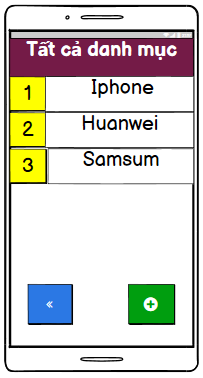 Tất cả danh mục
1 Iphone
2 Huanwei
3 Samsum
«